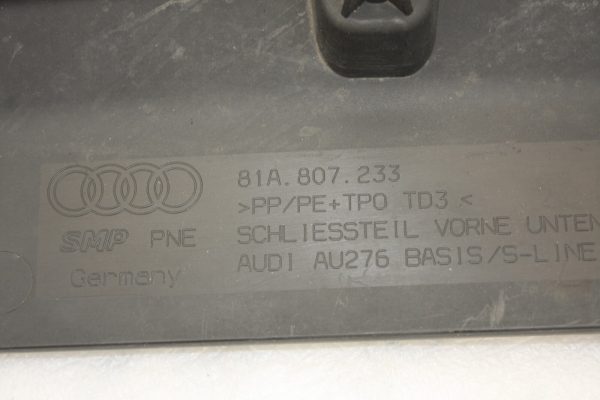 81A.807.233
>PP/PE+TPO TD3<
SMP PNE SCHLIESSTEIL VORNE UNTEN
Germany AUDI AU276 BASIS/S-LINE